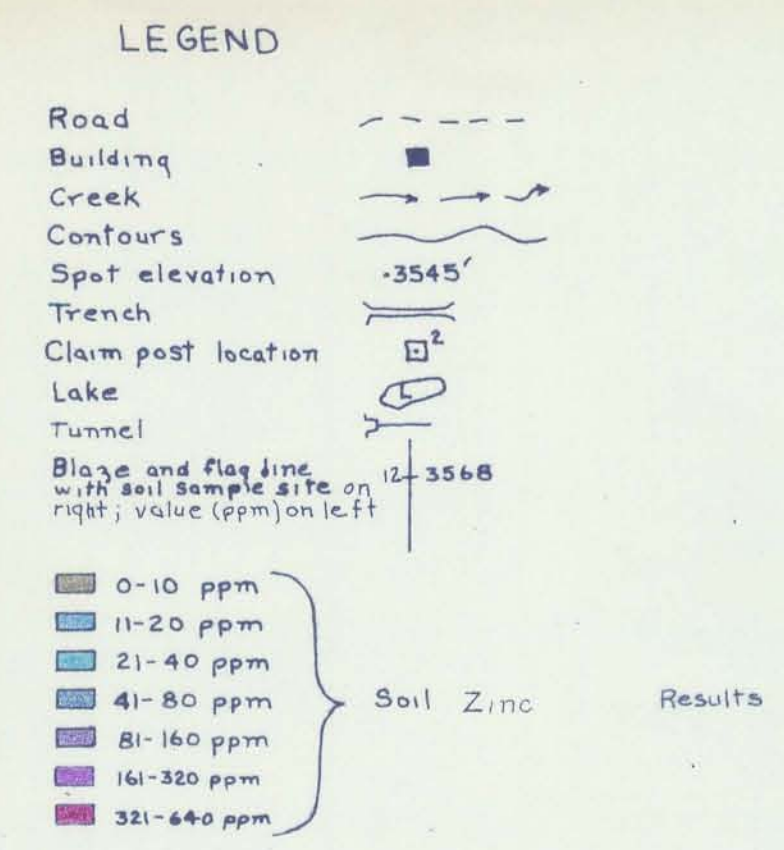 LEGEND
Road
Building
Creek
Contours
Spot elevation .3545′
Trench
Claim post location 2
Lake L
Tunnel
Blaze and flag line
with soil sample site on
right; value (ppm) on left
12 3568
0-10 ppm
11-20 ppm
21-40 ppm
41-80 ppm
81-160 ppm
161-320 ppm
321-640 ppm
Soil Zinc Results